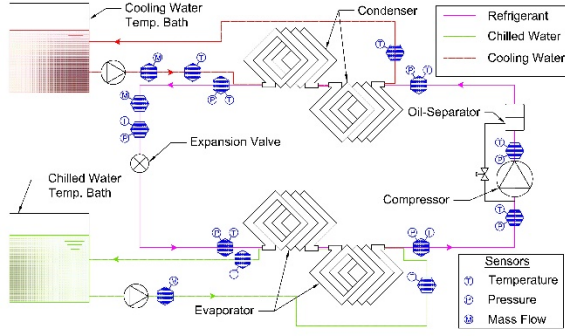 Cooling Water
Temp. Bath
Condenser
Refrigerant
Chilled Water
Cooling Water
M
T
T
P
T
P
T
M
T
P
Oil-Separator
Expansion Valve
T
P
Chilled Water
Temp. Bath
Compressor
T
P
P
T
P
M
Evaporator
Sensors
T Temperature
P Pressure
M Mass Flow